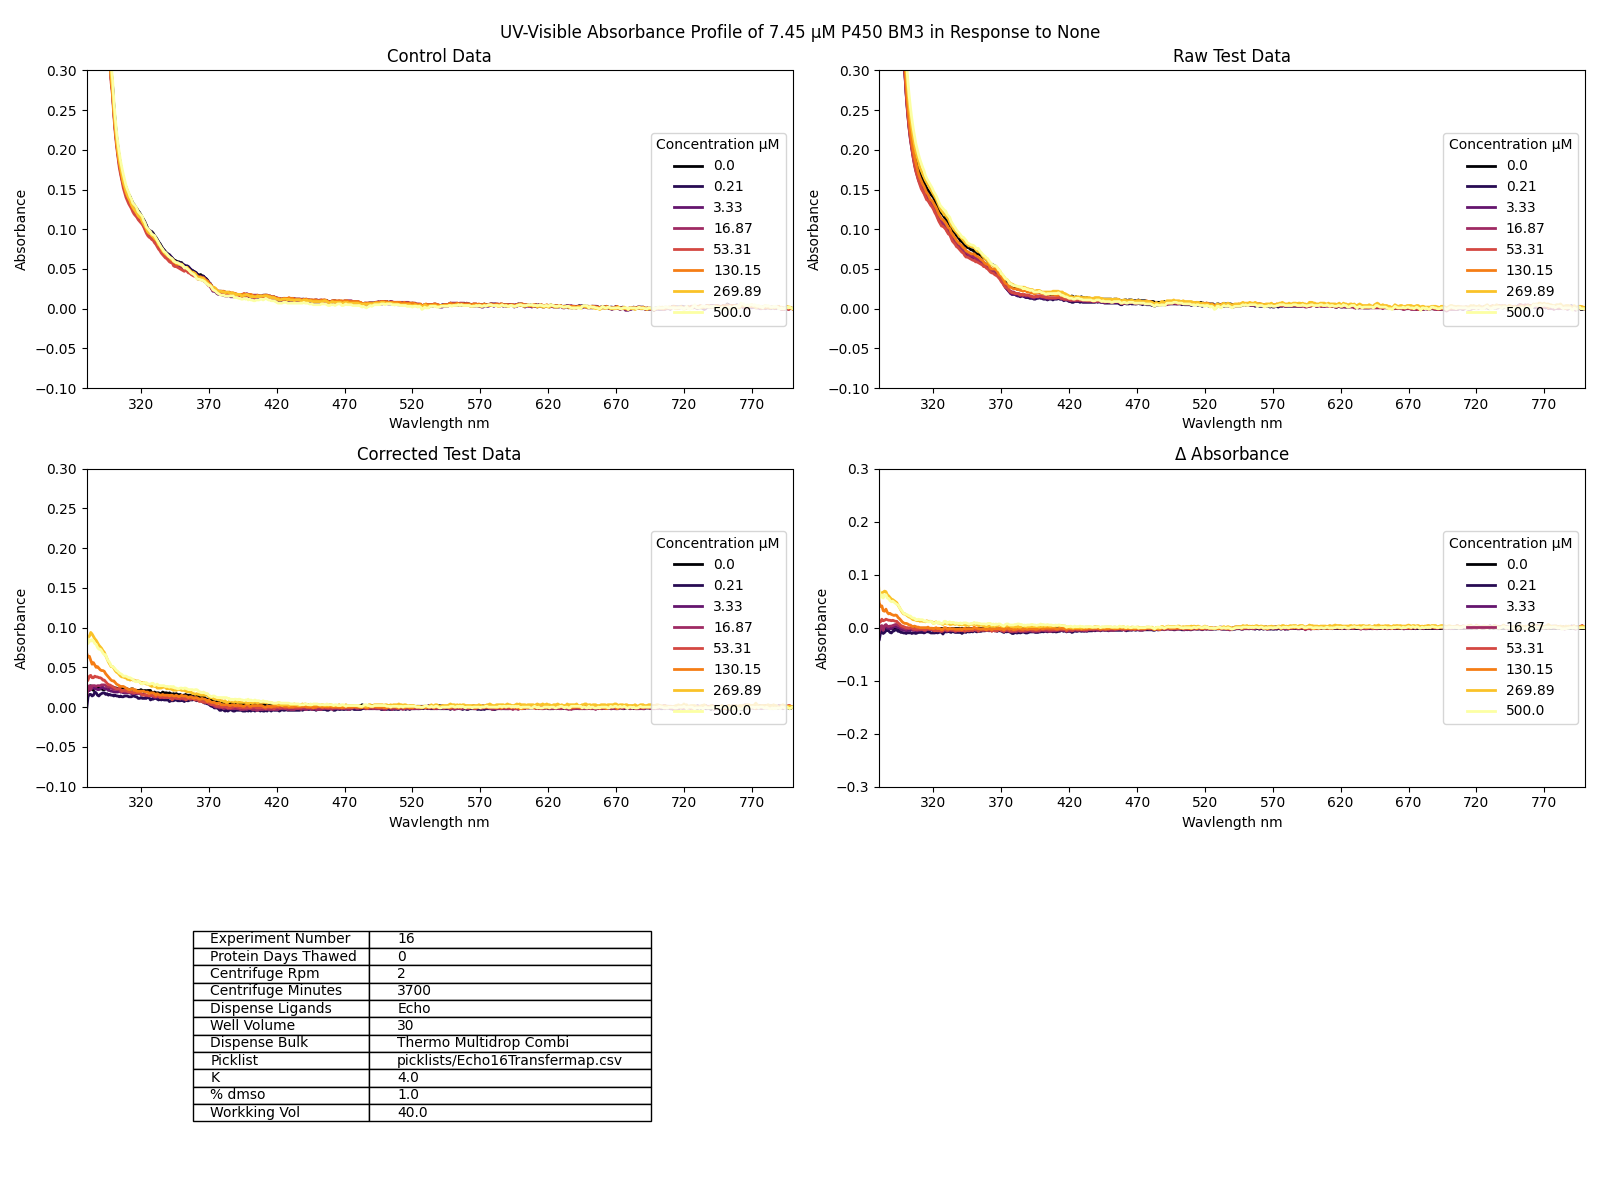 UV-Visible Absorbance Profile of 7.45 μM P450 BM3 in Response to None
Control Data
0.30
0.25
0.20
0.15
0.10
0.05
0.00
−0.05
−0.10
Absorbance
320 370 420 470 520 570 620 670 720 770
Wavlength nm
Concentration μM
0.0
0.21
3.33
16.87
53.31
130.15
269.89
500.0
Raw Test Data
0.30
0.25
0.20
0.15
0.10
0.05
0.00
−0.05
−0.10
Absorbance
320 370 420 470 520 570 620 670 720 770
Wavlength nm
Concentration μM
0.0
0.21
3.33
16.87
53.31
130.15
269.89
500.0
Corrected Test Data
0.30
0.25
0.20
0.15
0.10
0.05
0.00
−0.05
−0.10
Absorbance
320 370 420 470 520 570 620 670 720 770
Wavlength nm
Concentration μM
0.0
0.21
3.33
16.87
53.31
130.15
269.89
500.0
Δ Absorbance
0.3
0.2
0.1
0.0
−0.1
−0.2
−0.3
Absorbance
320 370 420 470 520 570 620 670 720 770
Wavlength nm
Concentration μM
0.0
0.21
3.33
16.87
53.31
130.15
269.89
500.0
Experiment Number 16
Protein Days Thawed 0
Centrifuge Rpm 2
Centrifuge Minutes 3700
Dispense Ligands Echo
Well Volume 30
Dispense Bulk Thermo Multidrop Combi
Picklist picklists/Echo16Transfermap.csv
K 4.0
% dmso 1.0
Workking Vol 40.0